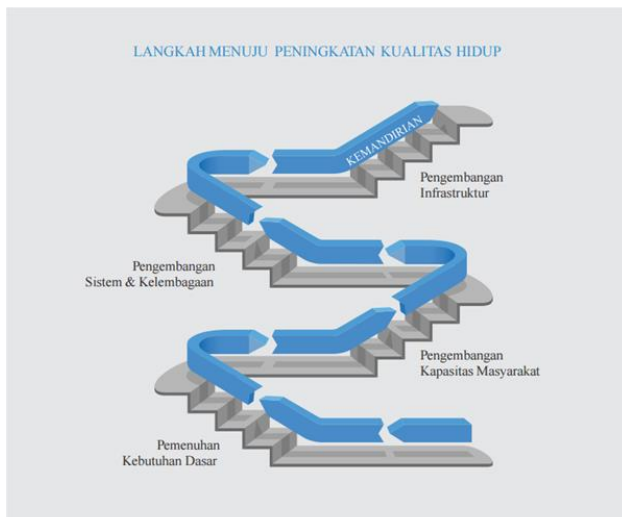 LANGKAH MENUJU PENINGKATAN KUALITAS HIDUP
KEMANDIRIAN
Pengembangan
Infrastruktur
Pengembangan
Sistem & Kelembagaan
Pengembangan
Kapasitas Masyarakat
Pemenuhan
Kebutuhan Dasar